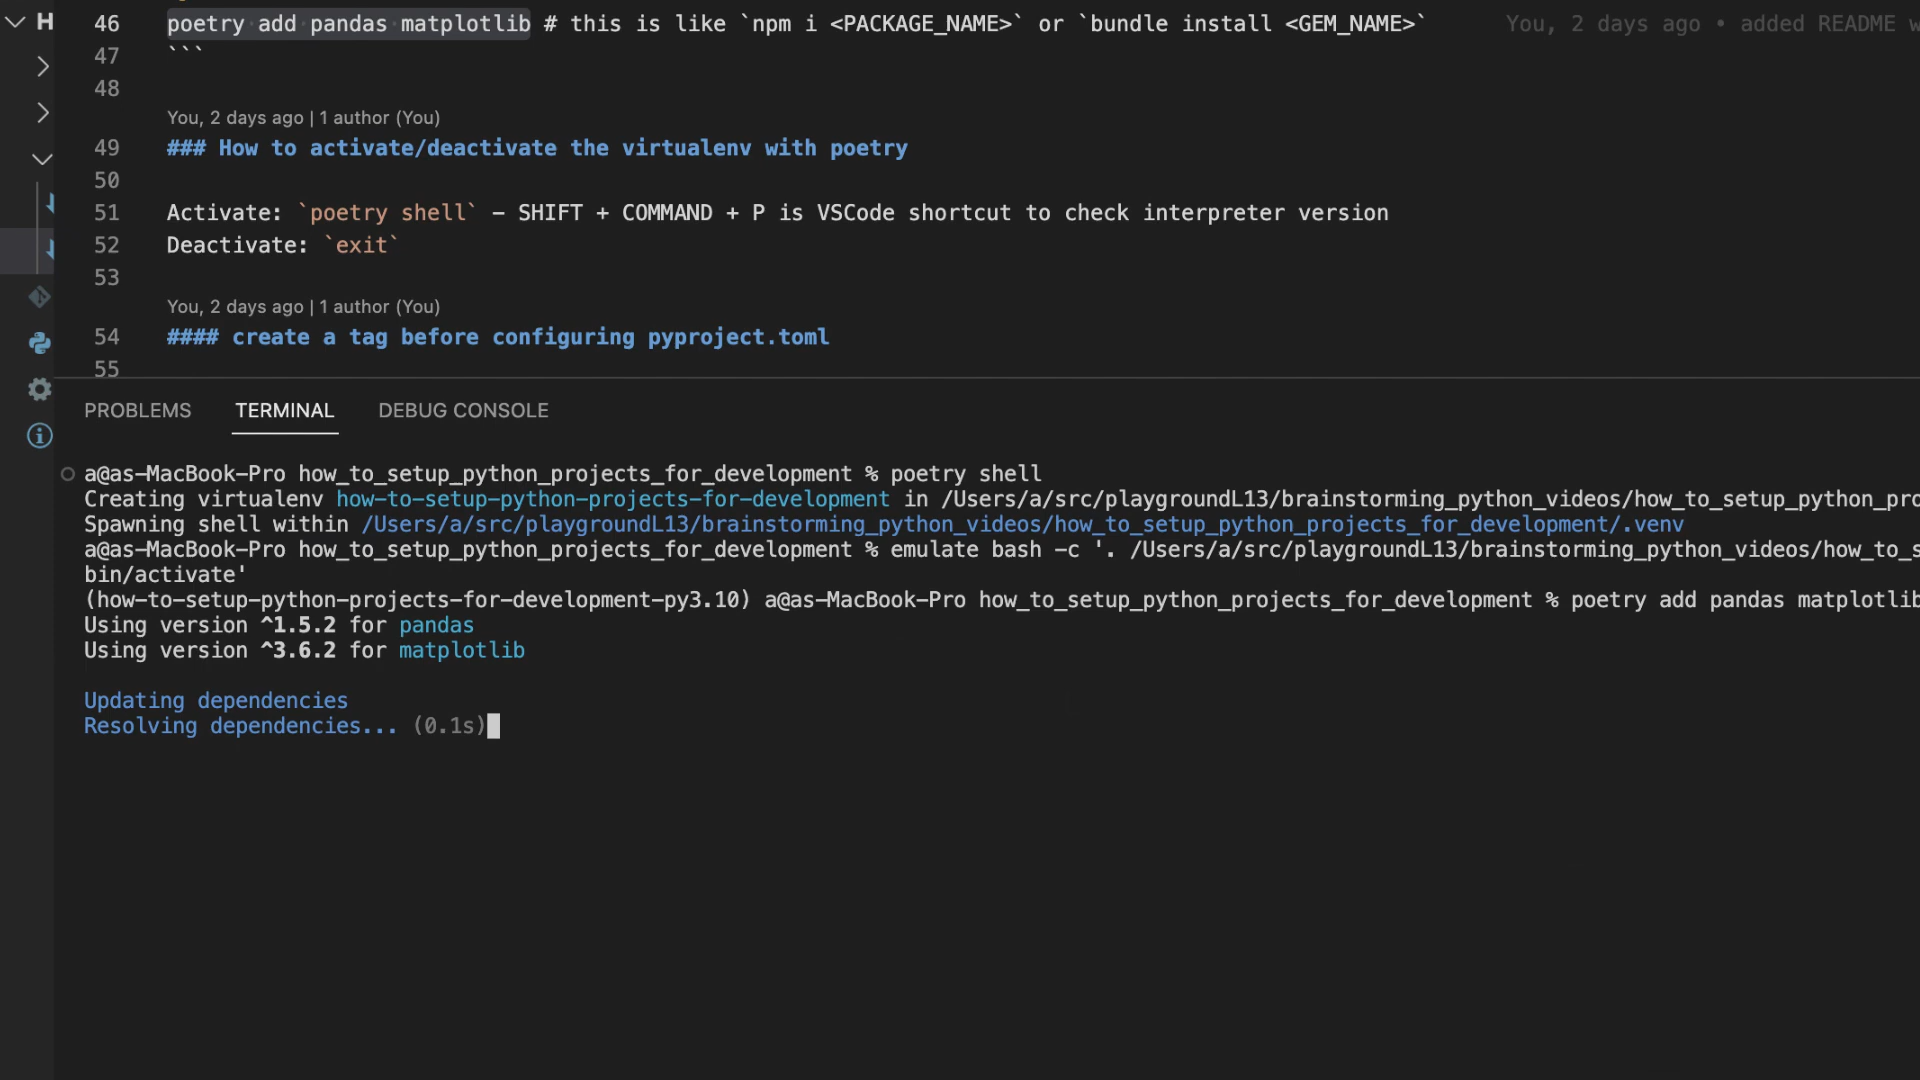 H
46 poetry add pandas matplotlib # this is like `npm i <PACKAGE_NAME>` or `bundle install <GEM_NAME>` You, 2 days ago • added README w
47 ```
48
You, 2 days ago | 1 author (You)
49 ### How to activate/deactivate the virtualenv with poetry
50
51 Activate: `poetry shell` – SHIFT + COMMAND + P is VSCode shortcut to check interpreter version
52 Deactivate: `exit`
53
You, 2 days ago | 1 author (You)
54 #### create a tag before configuring pyproject.toml
55
PROBLEMS TERMINAL DEBUG CONSOLE
a@as-MacBook-Pro how_to_setup_python_projects_for_development % poetry shell
Creating virtualenv how-to-setup-python-projects-for-development in /Users/a/src/playgroundL13/brainstorming_python_videos/how_to_setup_python_pro
Spawning shell within /Users/a/src/playgroundL13/brainstorming_python_videos/how_to_setup_python_projects_for_development/.venv
a@as-MacBook-Pro how_to_setup_python_projects_for_development % emulate bash -c '. /Users/a/src/playgroundL13/brainstorming_python_videos/how_to_s
bin/activate'
(how-to-setup-python-projects-for-development-py3.10) a@as-MacBook-Pro how_to_setup_python_projects_for_development % poetry add pandas matplotlib
Using version ^1.5.2 for pandas
Using version ^3.6.2 for matplotlib
Updating dependencies
Resolving dependencies... (0.1s)